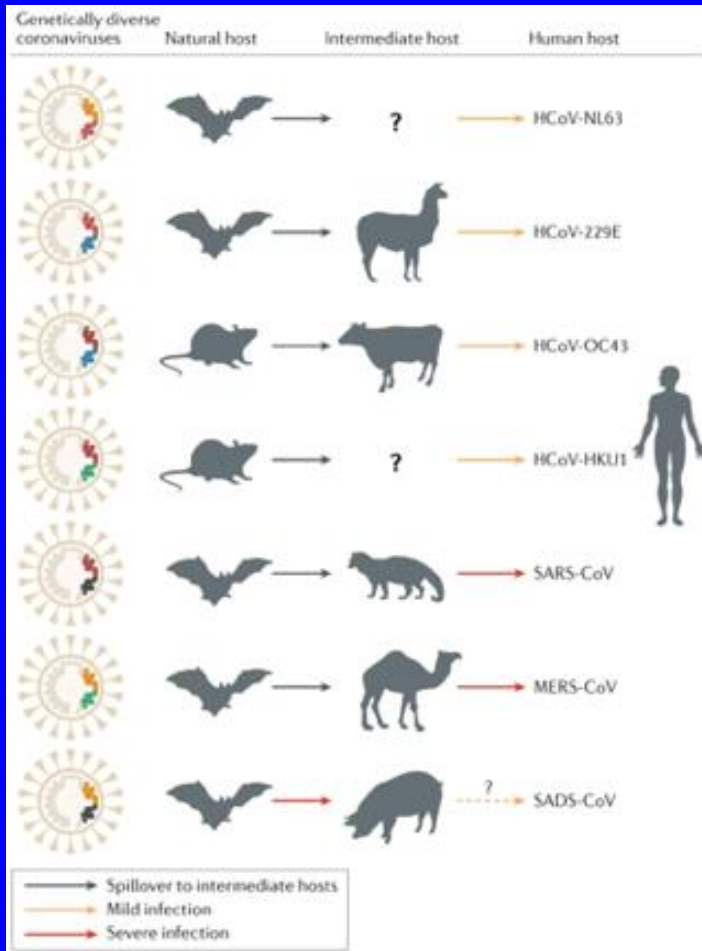 Genetically diverse
coronaviruses
Natural host
Intermediate host
Human host
?
HCoV-NL63
HCoV-229E
HCoV-OC43
?
HCoV-HKU1
SARS-CoV
MERS-CoV
?
SADS-CoV
Spillover to intermediate hosts
Mild infection
Severe infection